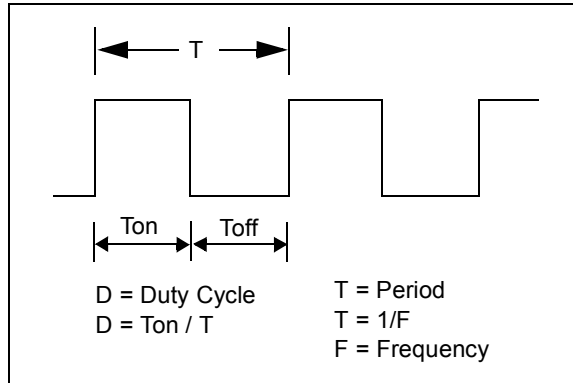 T
Ton
Toff
D = Duty Cycle
D = Ton / T
T = Period
T = 1/F
F = Frequency